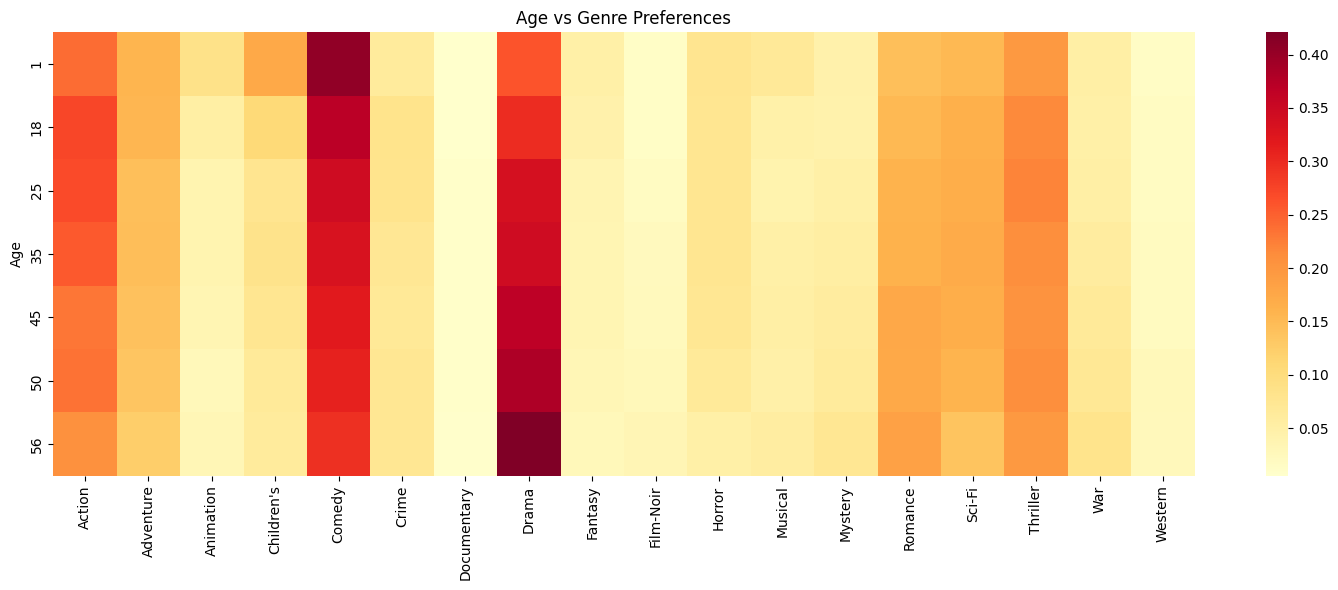 Age vs Genre Preferences
Age
1
18
25
35
45
50
56
Action
Adventure
Animation
Children's
Comedy
Crime
Documentary
Drama
Fantasy
Film-Noir
Horror
Musical
Mystery
Romance
Sci-Fi
Thriller
War
Western
0.40
0.35
0.30
0.25
0.20
0.15
0.10
0.05